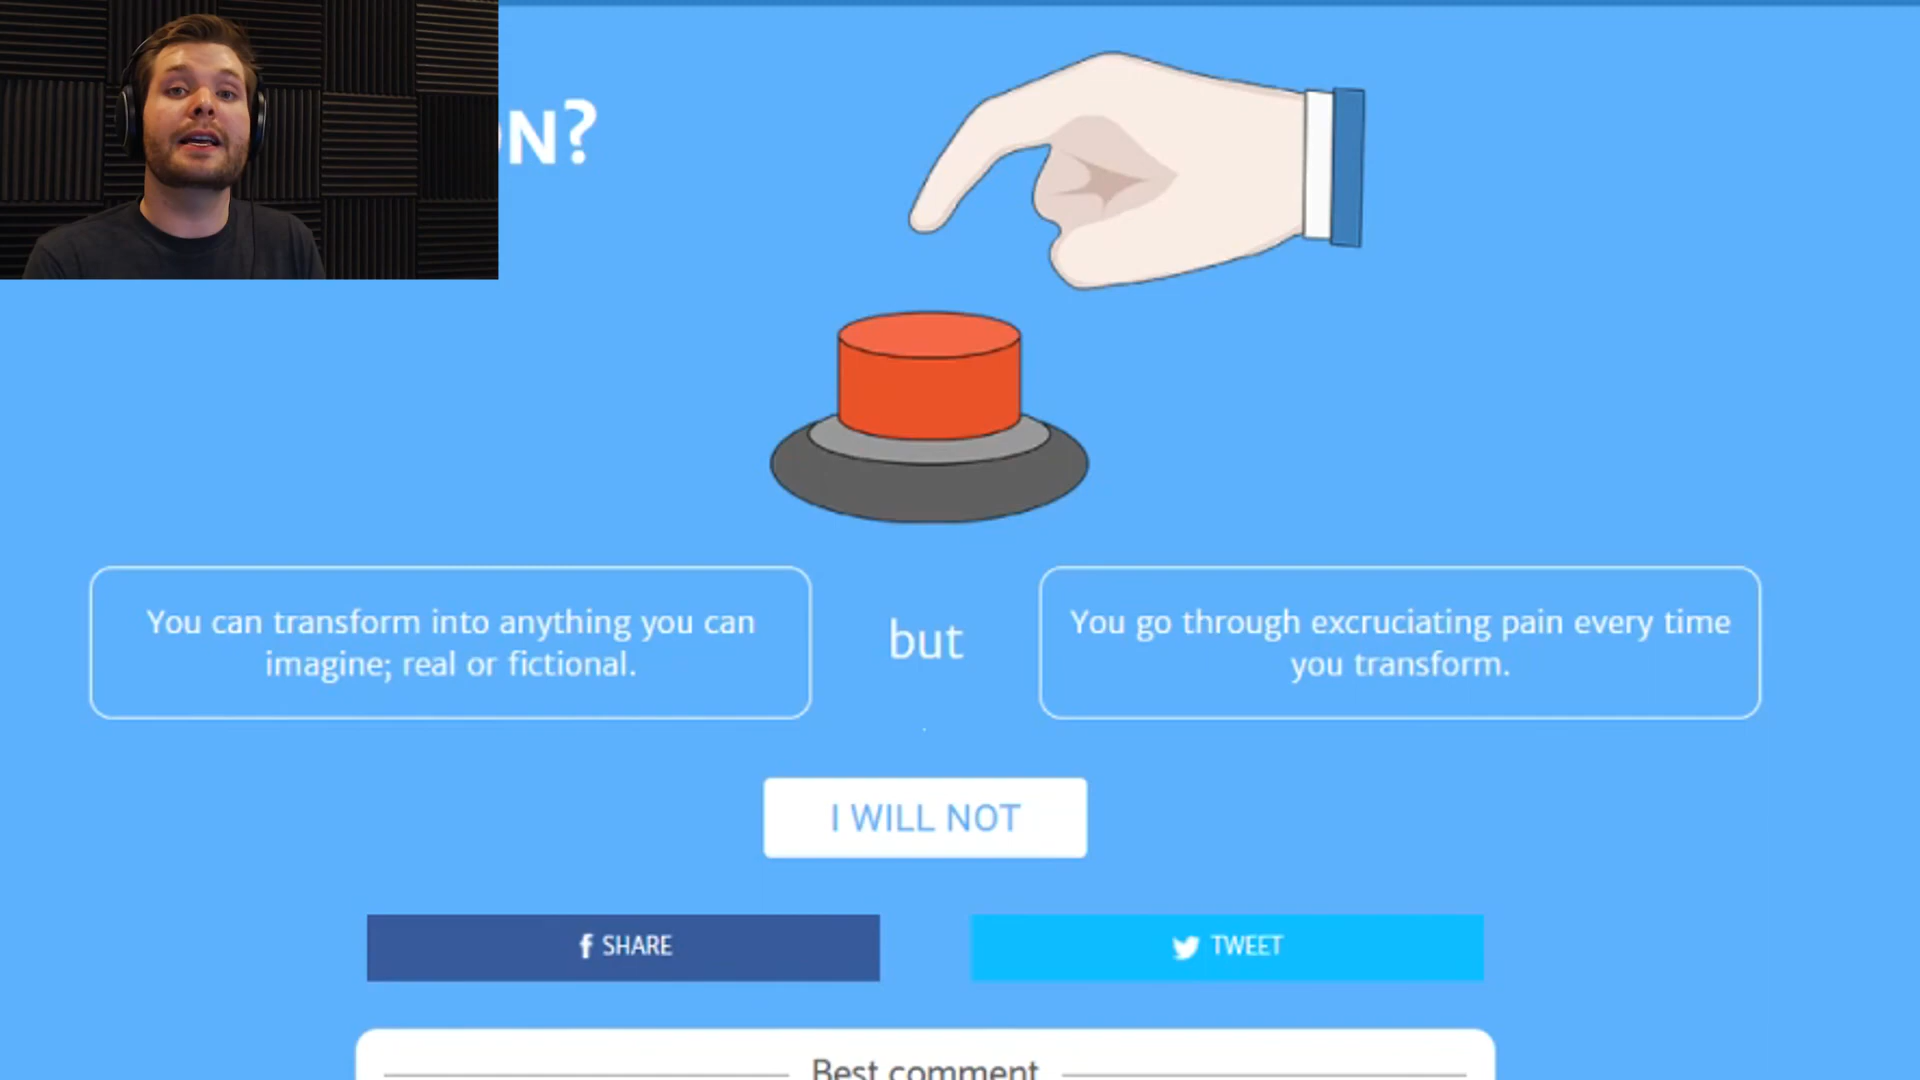 ON?
You can transform into anything you can
imagine; real or fictional.
but
You go through excruciating pain every time
you transform.
I WILL NOT
f SHARE
TWEET
Best comment